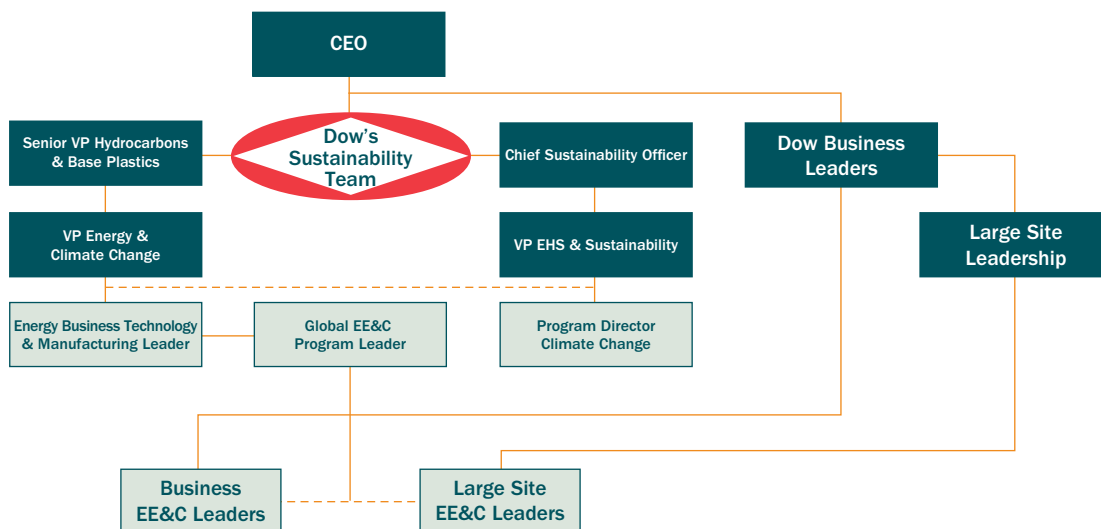 CEO
Senior VP Hydrocarbons
& Base Plastics
Dow's
Sustainability
Team
Chief Sustainability Officer
Dow Business
Leaders
VP Energy &
Climate Change
VP EHS & Sustainability
Large Site
Leadership
Energy Business Technology
& Manufacturing Leader
Global EE&C
Program Leader
Program Director
Climate Change
Business
EE&C Leaders
Large Site
EE&C Leaders